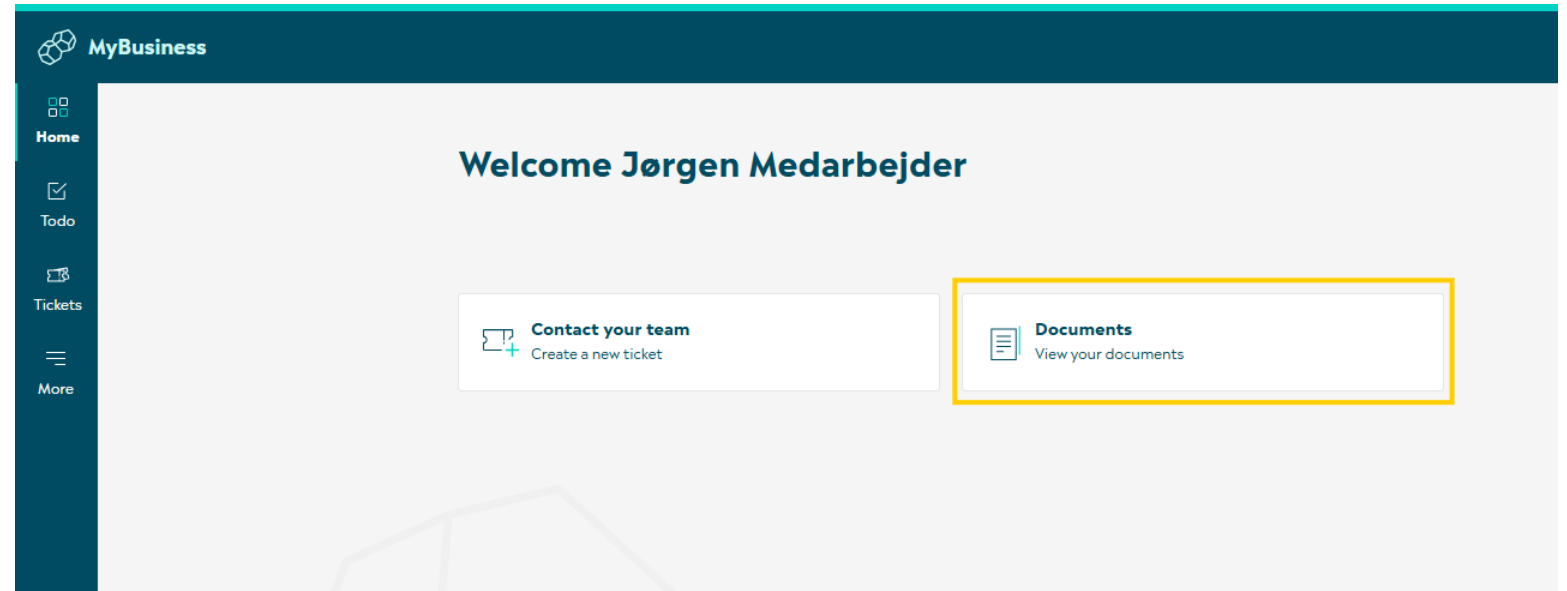 MyBusiness
Home
Todo
Tickets
More
Welcome Jørgen Medarbejder
Contact your team
Create a new ticket
Documents
View your documents